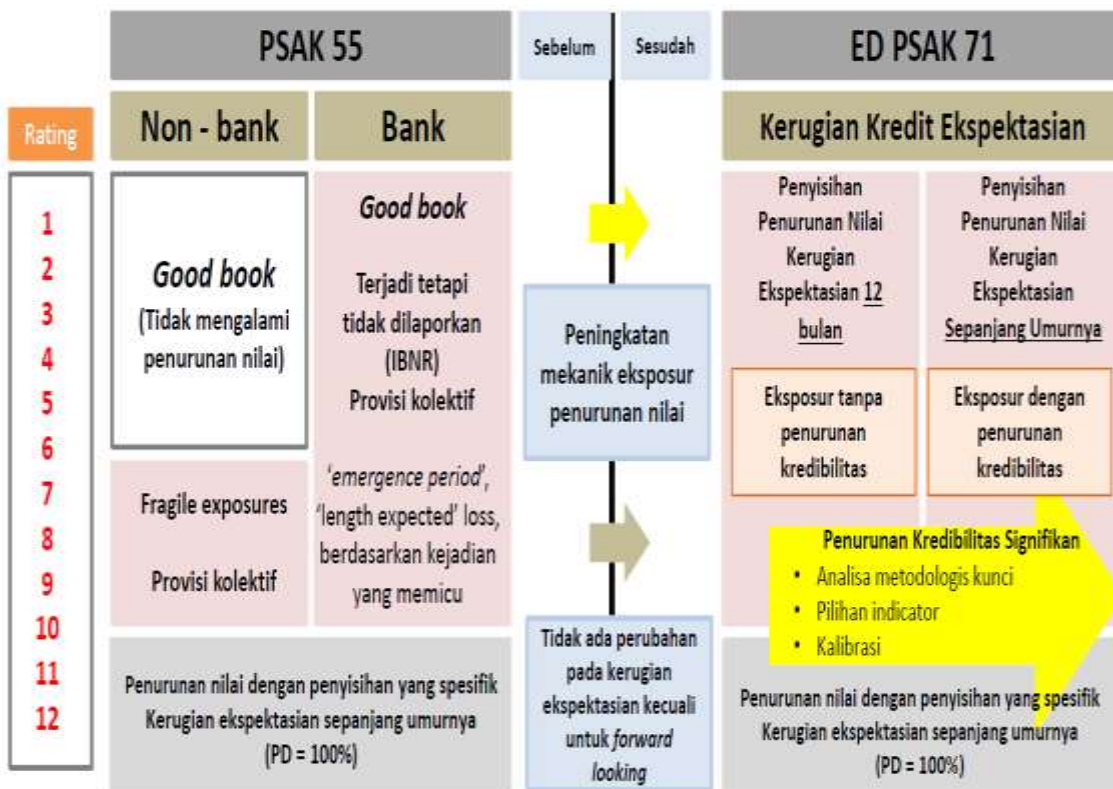 PSAK 55
Sebelum
Sesudah
ED PSAK 71
Rating
Non - bank
Bank
Kerugian Kredit Ekspektasian
1
2
3
4
5
6
7
8
9
10
11
12
Good book
(Tidak mengalami
penurunan nilai)
Fragile exposures
Provisi kolektif
Good book
Terjadi tetapi
tidak dilaporkan
(IBNR)
Provisi kolektif
‘emergence period’,
‘length expected’ loss,
berdasarkan kejadian
yang memicu
Penurunan nilai dengan penyisihan yang spesifik
Kerugian ekspektasian sepanjang umurnya
(PD = 100%)
Peningkatan
mekanik eksposur
penurunan nilai
Tidak ada perubahan
pada kerugian
ekspektasian kecuali
untuk forward
looking
Penyisihan
Penurunan Nilai
Kerugian
Ekspektasian 12
bulan
Penyisihan
Penurunan Nilai
Kerugian
Ekspektasian
Sepanjang Umurnya
Eksposur tanpa
penurunan
kredibilitas
Eksposur dengan
penurunan
kredibilitas
Penurunan Kredibilitas Signifikan
• Analisa metodologis kunci
• Pilihan indicator
• Kalibrasi
Penurunan nilai dengan penyisihan yang spesifik
Kerugian ekspektasian sepanjang umurnya
(PD = 100%)